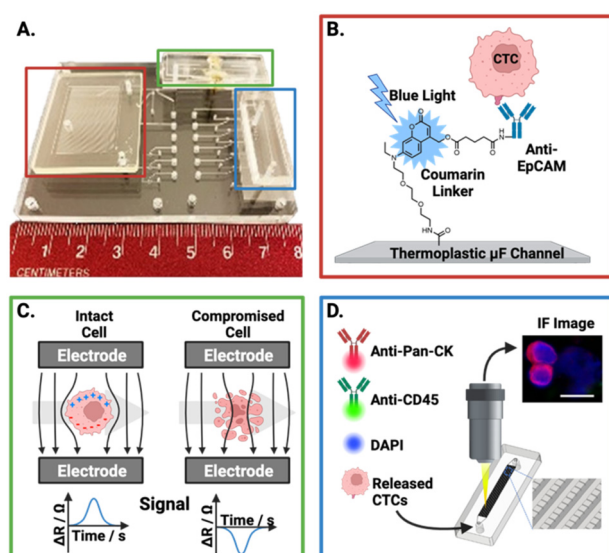 A.
1 2 3 4 5 6 7 8
CENTIMETERS
B.
CTC
Blue Light
Anti-
EpCAM
Coumarin
Linker
O
O
O
O
O
N
H
N
O
O
O
NH
O
Thermoplastic µF Channel
C.
Intact
Cell
Compromised
Cell
Electrode
Electrode
Electrode
Electrode
Signal
ΔR / Ω
Time / s
ΔR / Ω
Time / s
D.
IF Image
Anti-Pan-CK
Anti-CD45
DAPI
Released
CTCs